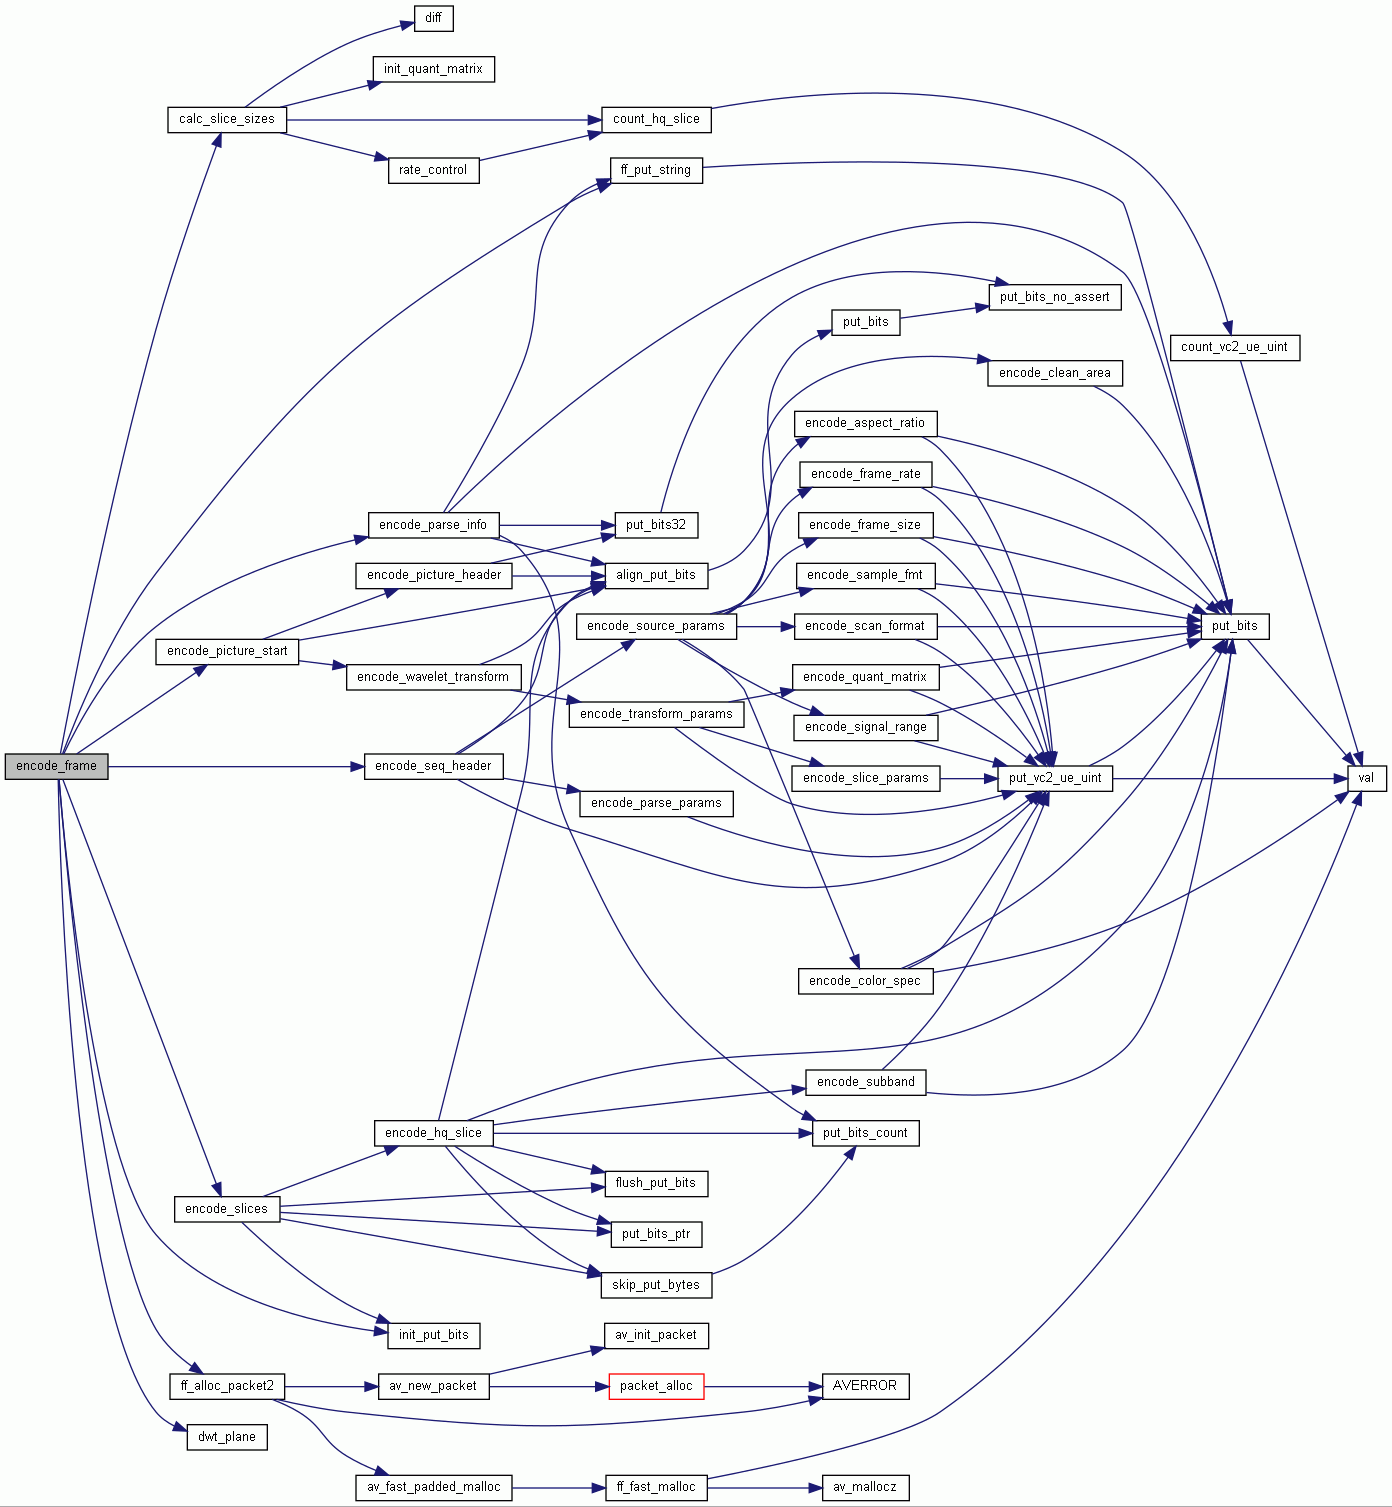 diff
init_quant_matrix
calc_slice_sizes
count_hq_slice
rate_control
ff_put_string
put_bits_no_assert
put_bits
count_vc2_ue_uint
encode_clean_area
encode_aspect_ratio
encode_frame_rate
encode_parse_info
put_bits32
encode_frame_size
encode_picture_header
align_put_bits
encode_sample_fmt
encode_source_params
encode_scan_format
put_bits
encode_picture_start
encode_wavelet_transform
encode_quant_matrix
encode_transform_params
encode_signal_range
encode_frame
encode_seq_header
encode_slice_params
put_vc2_ue_uint
val
encode_parse_params
encode_color_spec
encode_subband
encode_hq_slice
put_bits_count
flush_put_bits
encode_slices
put_bits_ptr
skip_put_bytes
init_put_bits
av_init_packet
ff_alloc_packet2
av_new_packet
packet_alloc
AVERROR
dwt_plane
av_fast_padded_malloc
ff_fast_malloc
av_mallocz